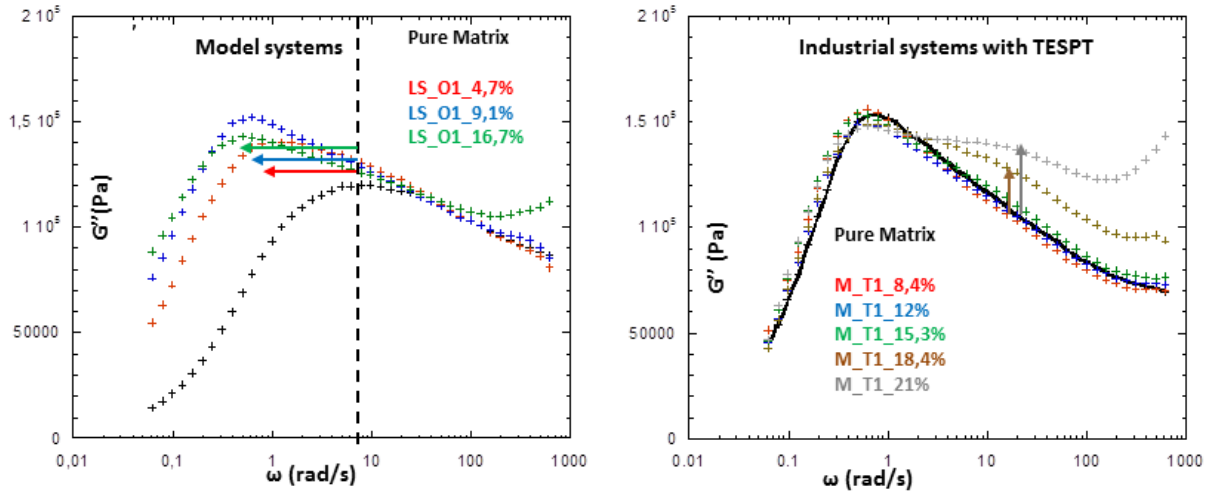 2 10⁵
,
Model systems
Pure Matrix
LS_O1_4,7%
LS_O1_9,1%
LS_O1_16,7%
1,5 10⁵
1 10⁵
50000
0
G′′(Pa)
0,01
0,1
1
10
100
1000
ω (rad/s)
2 10⁵
Industrial systems with TESPT
1,5 10⁵
1 10⁵
50000
0
G′′ (Pa)
Pure Matrix
M_T1_8,4%
M_T1_12%
M_T1_15,3%
M_T1_18,4%
M_T1_21%
0.01
0.1
1
10
100
1000
ω (rad/s)